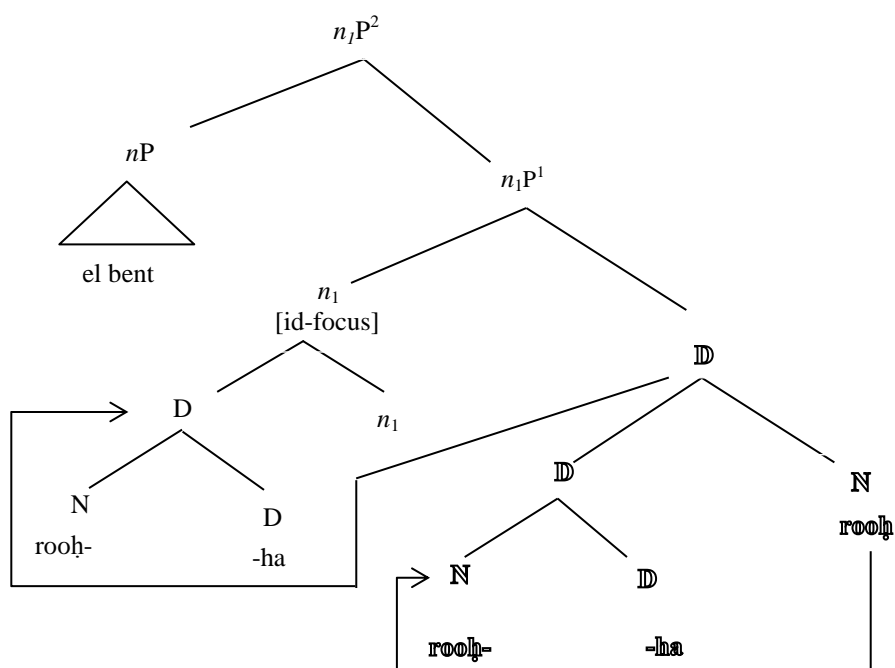 n₁P²
nP
n₁P¹
el bent
n₁
[id-focus]
D
D
n₁
D
N
N
D
rooḥ
rooḥ-
-ha
N
D
rooḥ-
-ha